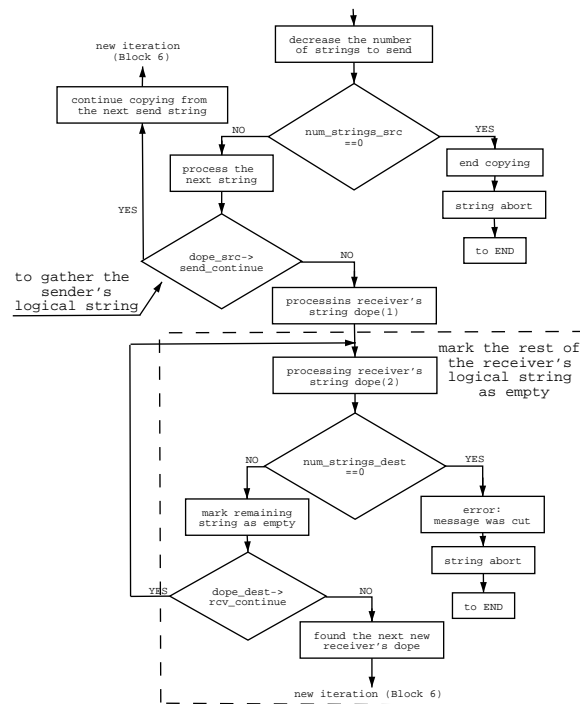 decrease the number
of strings to send
new iteration
(Block 6)
continue copying from
the next send string
NO
num_strings_src
==0
YES
process the
next string
end copying
string abort
YES
dope_src->
send_continue
NO
to END
to gather the
sender's
logical string
processins receiver's
string dope(1)
mark the rest of
the receiver's
logical string
as empty
processing receiver's
string dope(2)
NO
num_strings_dest
==0
YES
mark remaining
string as empty
error:
message was cut
string abort
YES
dope_dest->
rcv_continue
NO
to END
found the next new
receiver's dope
new iteration (Block 6)